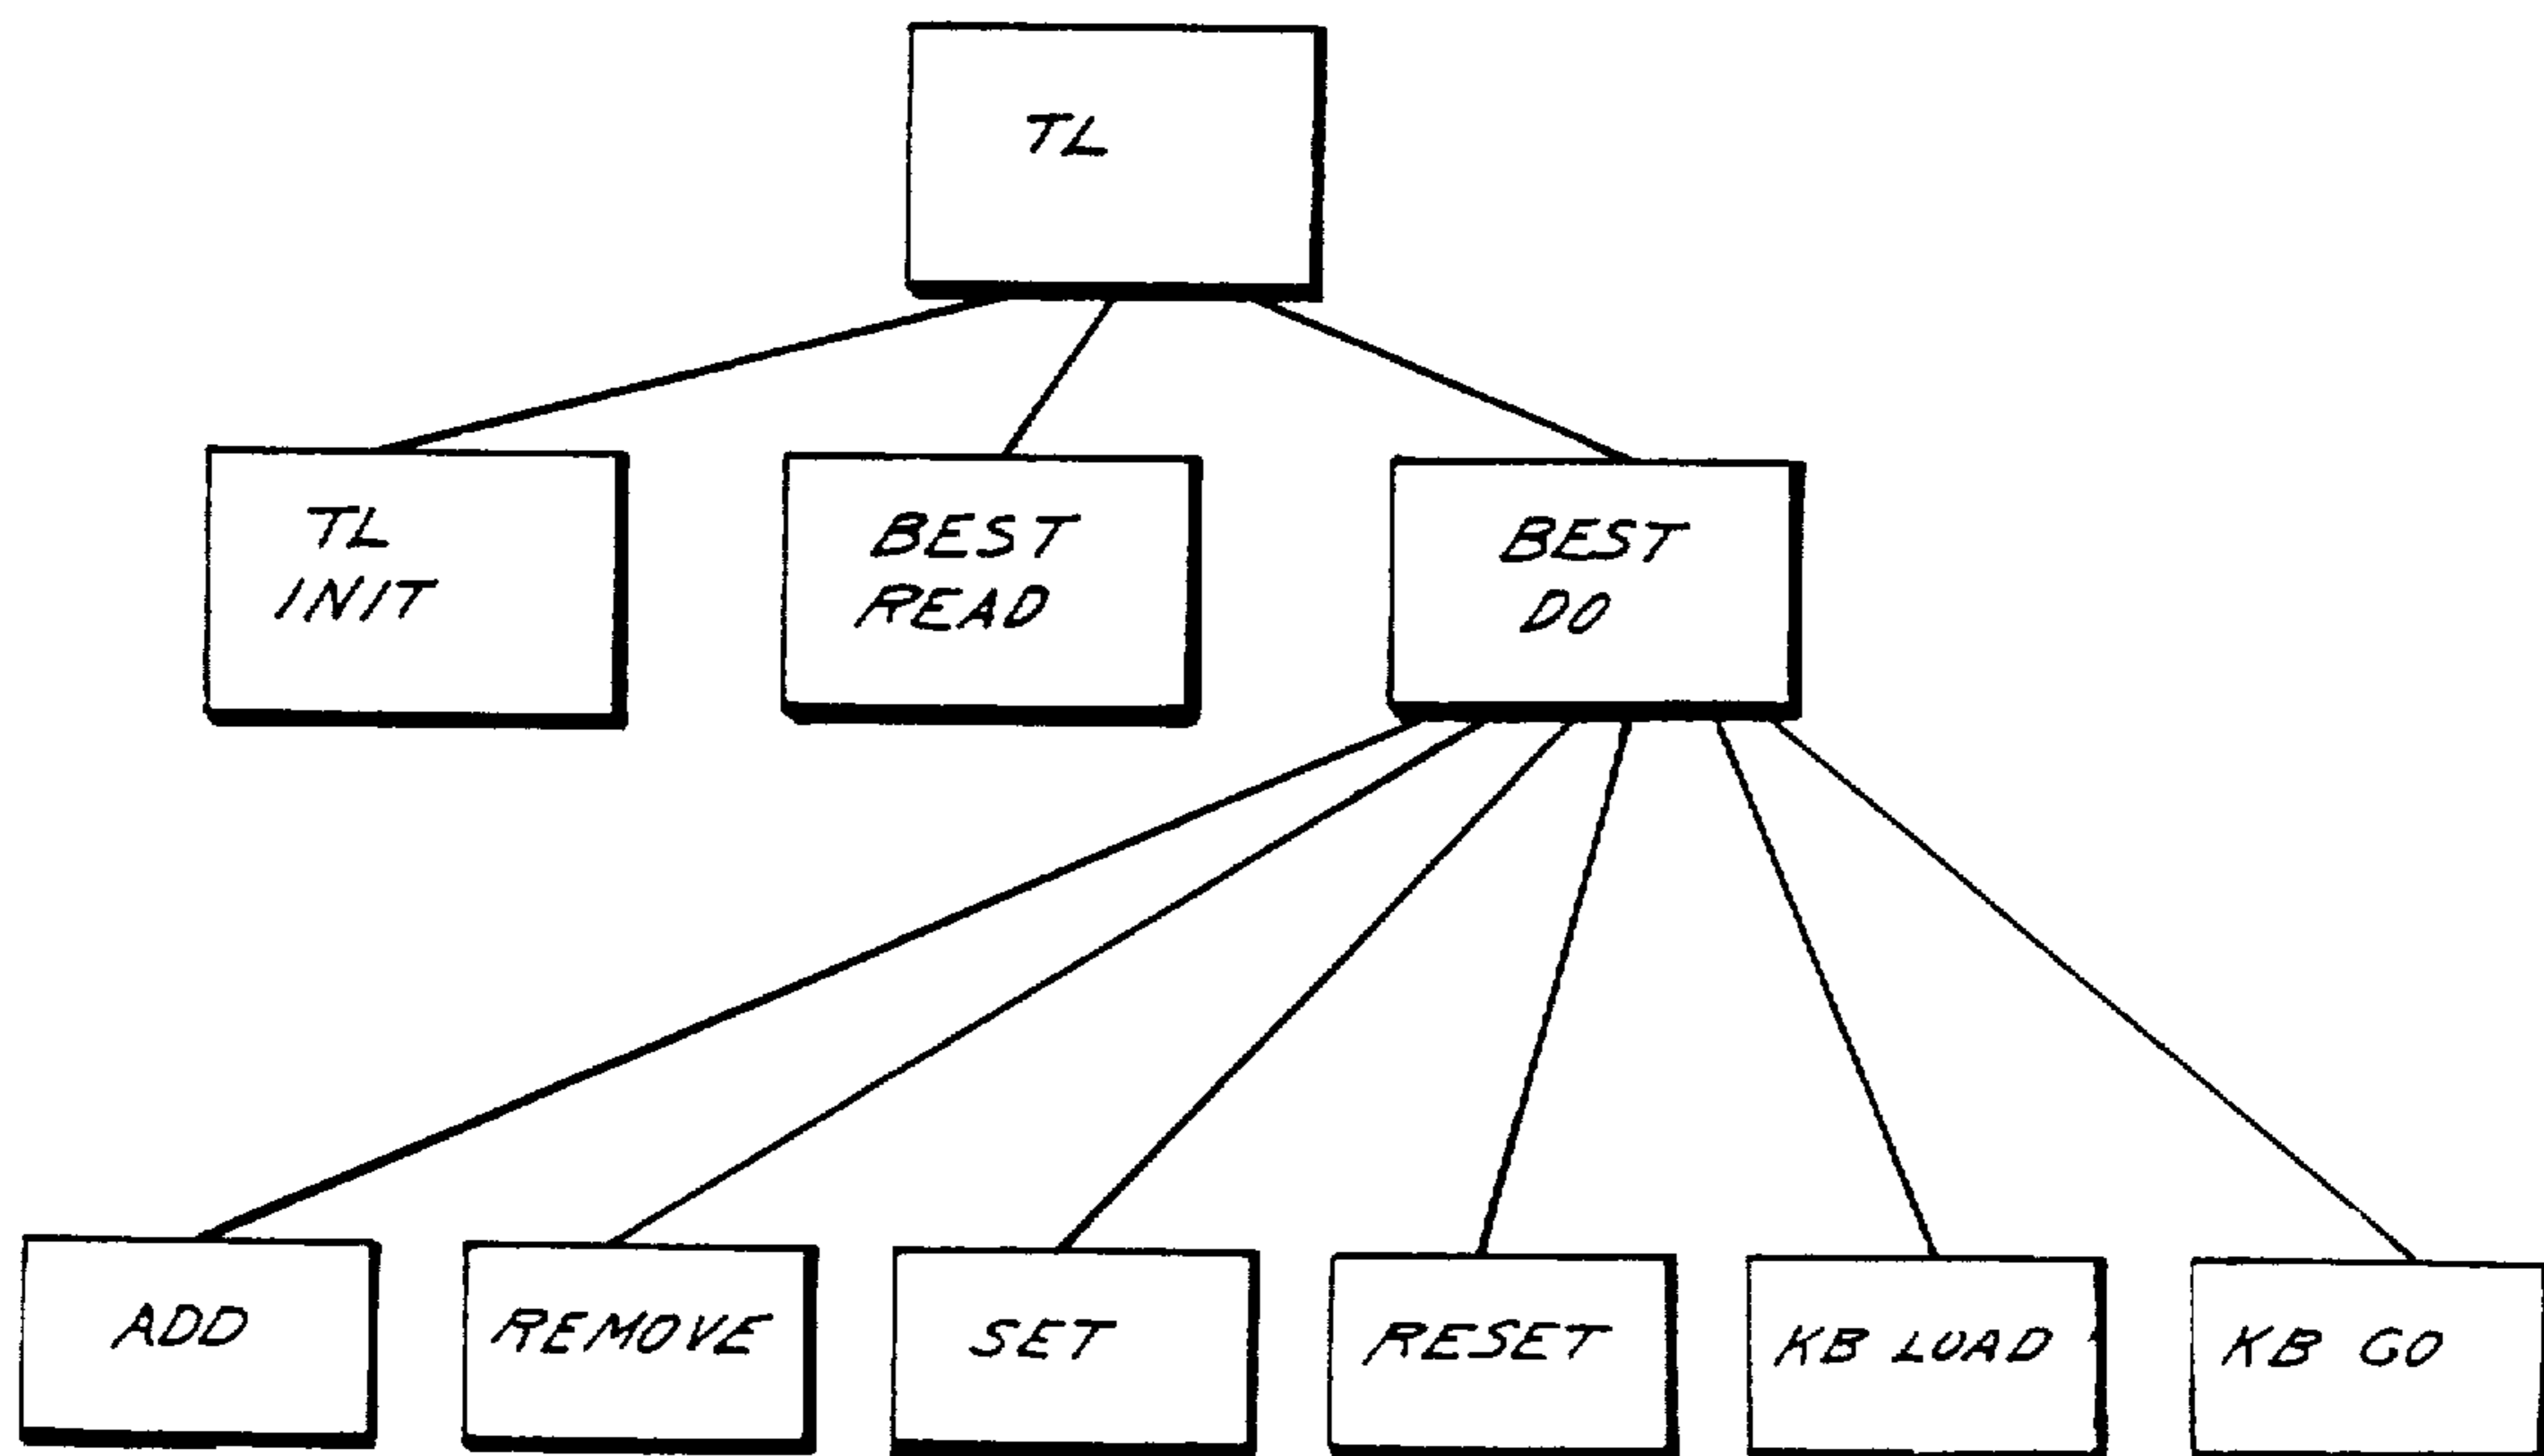 TL
TL
INIT
BEST
READ
BEST
DO
ADD
REMOVE
SET
RESET
KB LOAD
KB GO